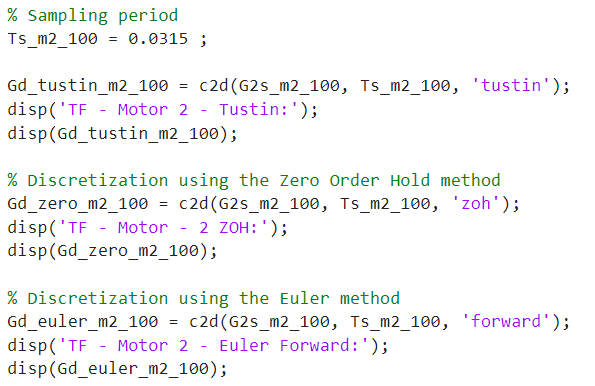 % Sampling period
Ts_m2_100 = 0.0315 ;
Gd_tustin_m2_100 = c2d(G2s_m2_100, Ts_m2_100, 'tustin');
disp('TF - Motor 2 - Tustin:');
disp(Gd_tustin_m2_100);
% Discretization using the Zero Order Hold method
Gd_zero_m2_100 = c2d(G2s_m2_100, Ts_m2_100, 'zoh');
disp('TF - Motor - 2 ZOH:');
disp(Gd_zero_m2_100);
% Discretization using the Euler method
Gd_euler_m2_100 = c2d(G2s_m2_100, Ts_m2_100, 'forward');
disp('TF - Motor 2 - Euler Forward:');
disp(Gd_euler_m2_100);